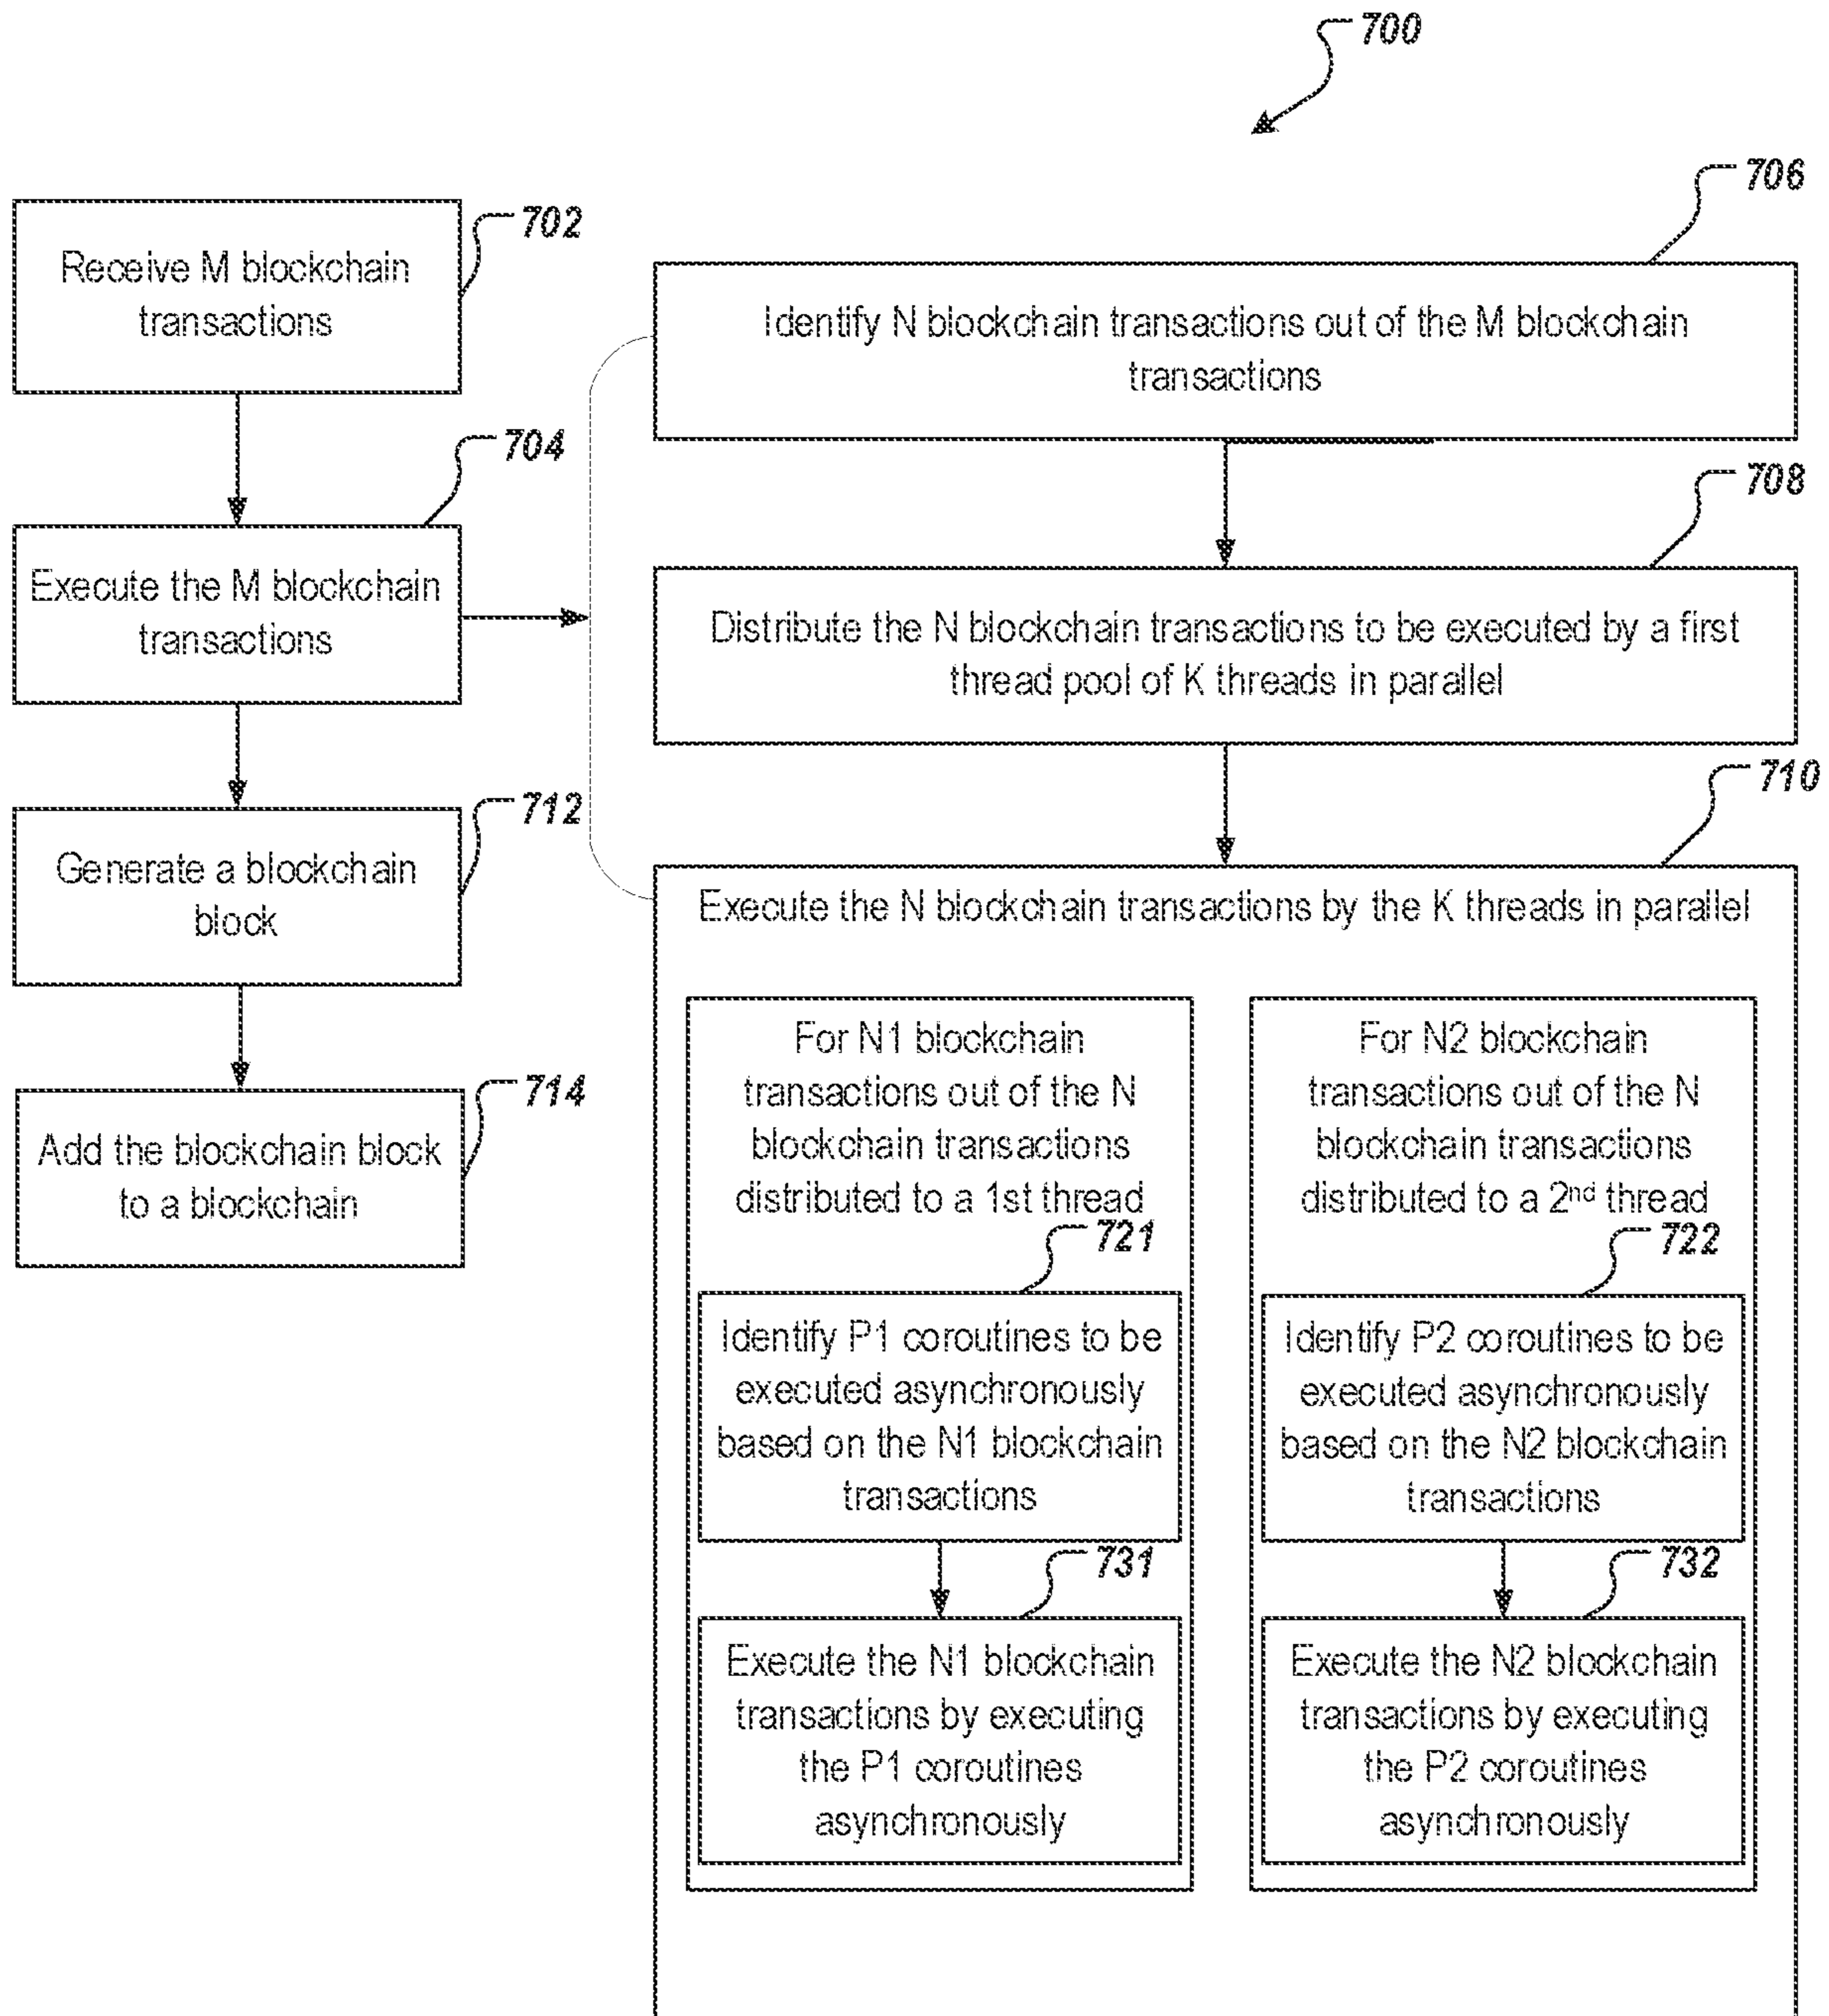 700
702
Receive M blockchain
transactions
704
Execute the M blockchain
transactions
712
Generate a blockchain
block
714
Add the blockchain block
to a blockchain
706
Identify N blockchain transactions out of the M blockchain
transactions
708
Distribute the N blockchain transactions to be executed by a first
thread pool of K threads in parallel
710
Execute the N blockchain transactions by the K threads in parallel
For N1 blockchain
transactions out of the N
blockchain transactions
distributed to a 1st thread
721
Identify P1 coroutines to be
executed asynchronously
based on the N1 blockchain
transactions
731
Execute the N1 blockchain
transactions by executing
the P1 coroutines
asynchronously
For N2 blockchain
transactions out of the N
blockchain transactions
distributed to a 2nd thread
722
Identify P2 coroutines to be
executed asynchronously
based on the N2 blockchain
transactions
732
Execute the N2 blockchain
transactions by executing
the P2 coroutines
asynchronously